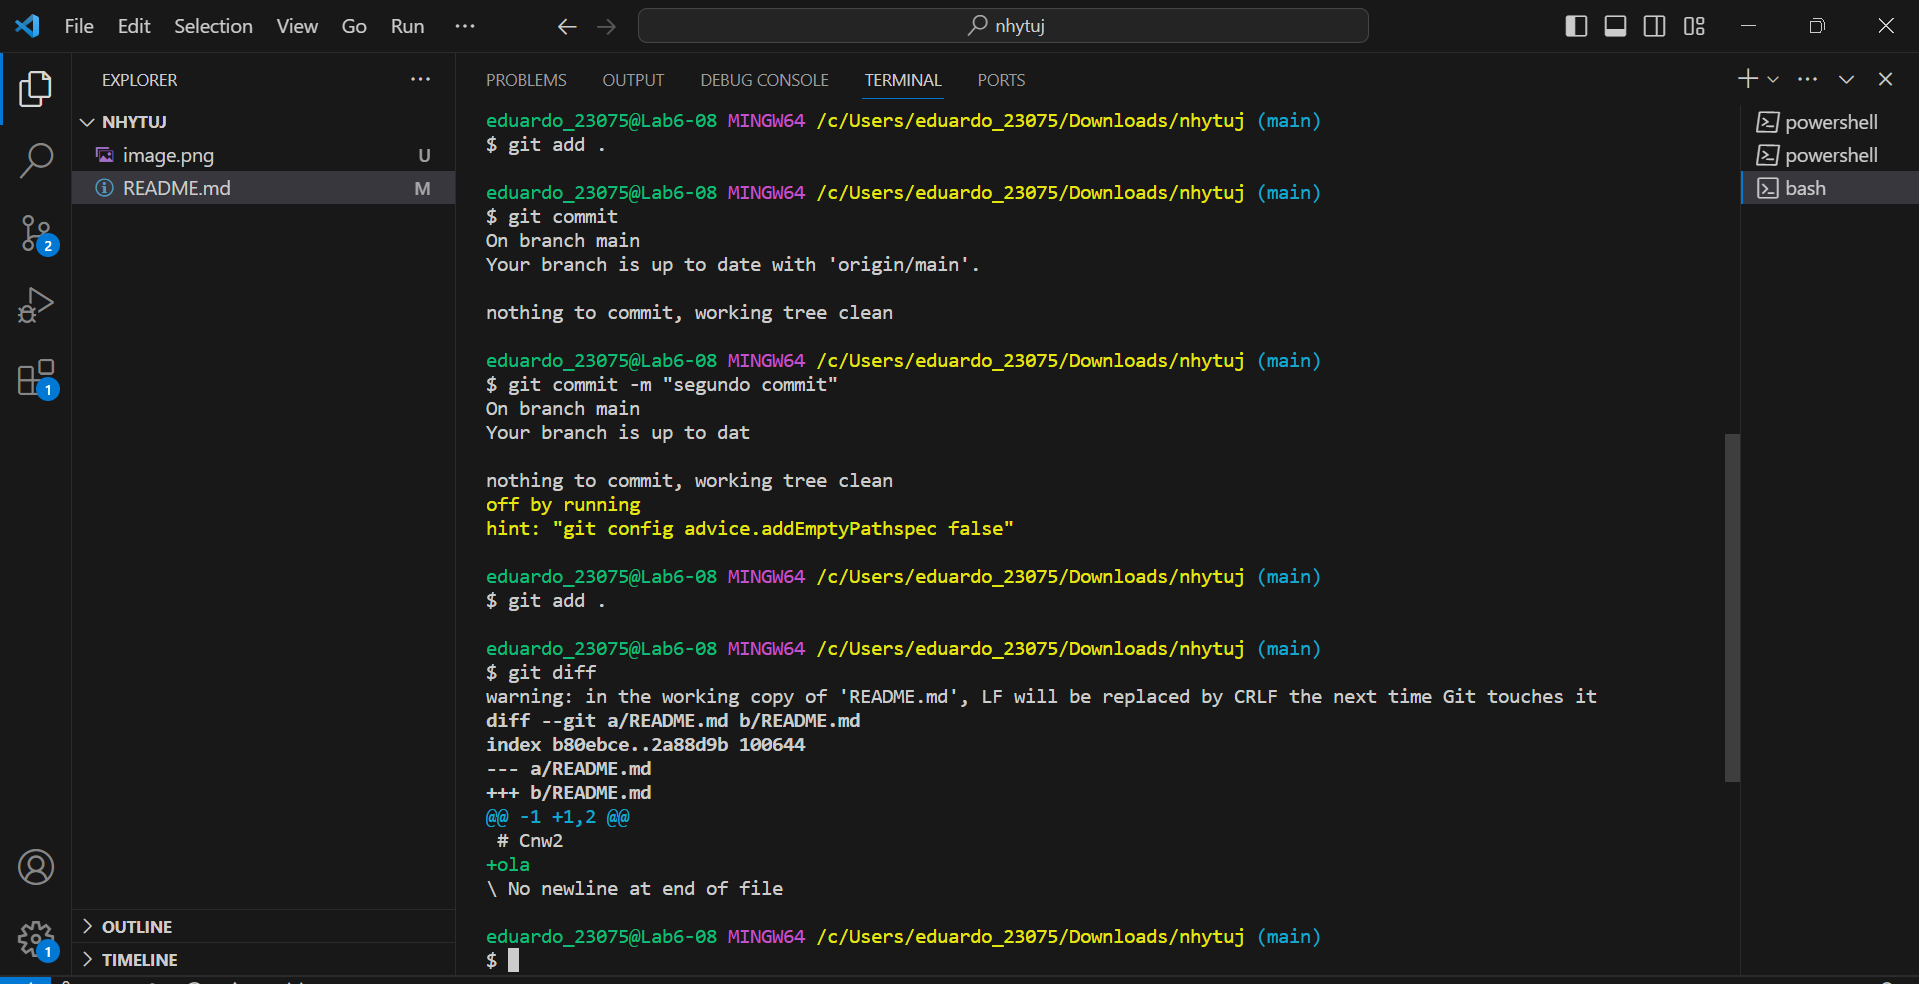 File Edit Selection View Go Run ··· nhytuj
EXPLORER ···
NHYTUJ
image.png U
README.md M
2
1
1
OUTLINE
TIMELINE
PROBLEMS OUTPUT DEBUG CONSOLE TERMINAL PORTS
eduardo_23075@Lab6-08 MINGW64 /c/Users/eduardo_23075/Downloads/nhytuj (main)
$ git add .
eduardo_23075@Lab6-08 MINGW64 /c/Users/eduardo_23075/Downloads/nhytuj (main)
$ git commit
On branch main
Your branch is up to date with 'origin/main'.
nothing to commit, working tree clean
eduardo_23075@Lab6-08 MINGW64 /c/Users/eduardo_23075/Downloads/nhytuj (main)
$ git commit -m "segundo commit"
On branch main
Your branch is up to dat
nothing to commit, working tree clean
off by running
hint: "git config advice.addEmptyPathspec false"
eduardo_23075@Lab6-08 MINGW64 /c/Users/eduardo_23075/Downloads/nhytuj (main)
$ git add .
eduardo_23075@Lab6-08 MINGW64 /c/Users/eduardo_23075/Downloads/nhytuj (main)
$ git diff
warning: in the working copy of 'README.md', LF will be replaced by CRLF the next time Git touches it
diff --git a/README.md b/README.md
index b80ebce..2a88d9b 100644
--- a/README.md
+++ b/README.md
@@ -1 +1,2 @@
 # Cnw2
+ola
\ No newline at end of file
eduardo_23075@Lab6-08 MINGW64 /c/Users/eduardo_23075/Downloads/nhytuj (main)
$
powershell
powershell
bash